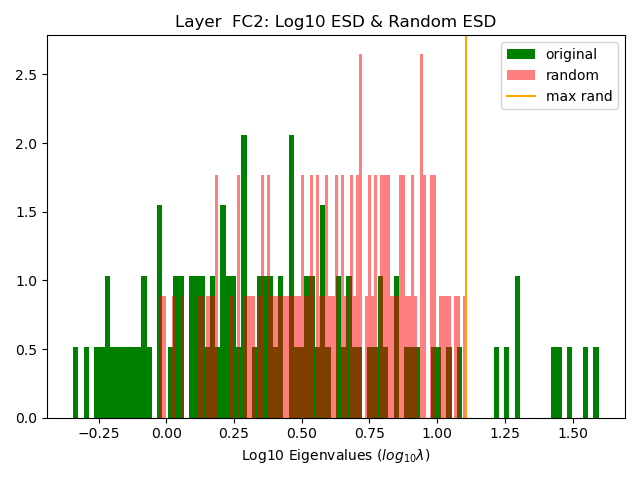 Layer  FC2: Log10 ESD & Random ESD
original
random
max rand
2.5
2.0
1.5
1.0
0.5
0.0
−0.25 0.00 0.25 0.50 0.75 1.00 1.25 1.50
Log10 Eigenvalues (log₁₀λ)